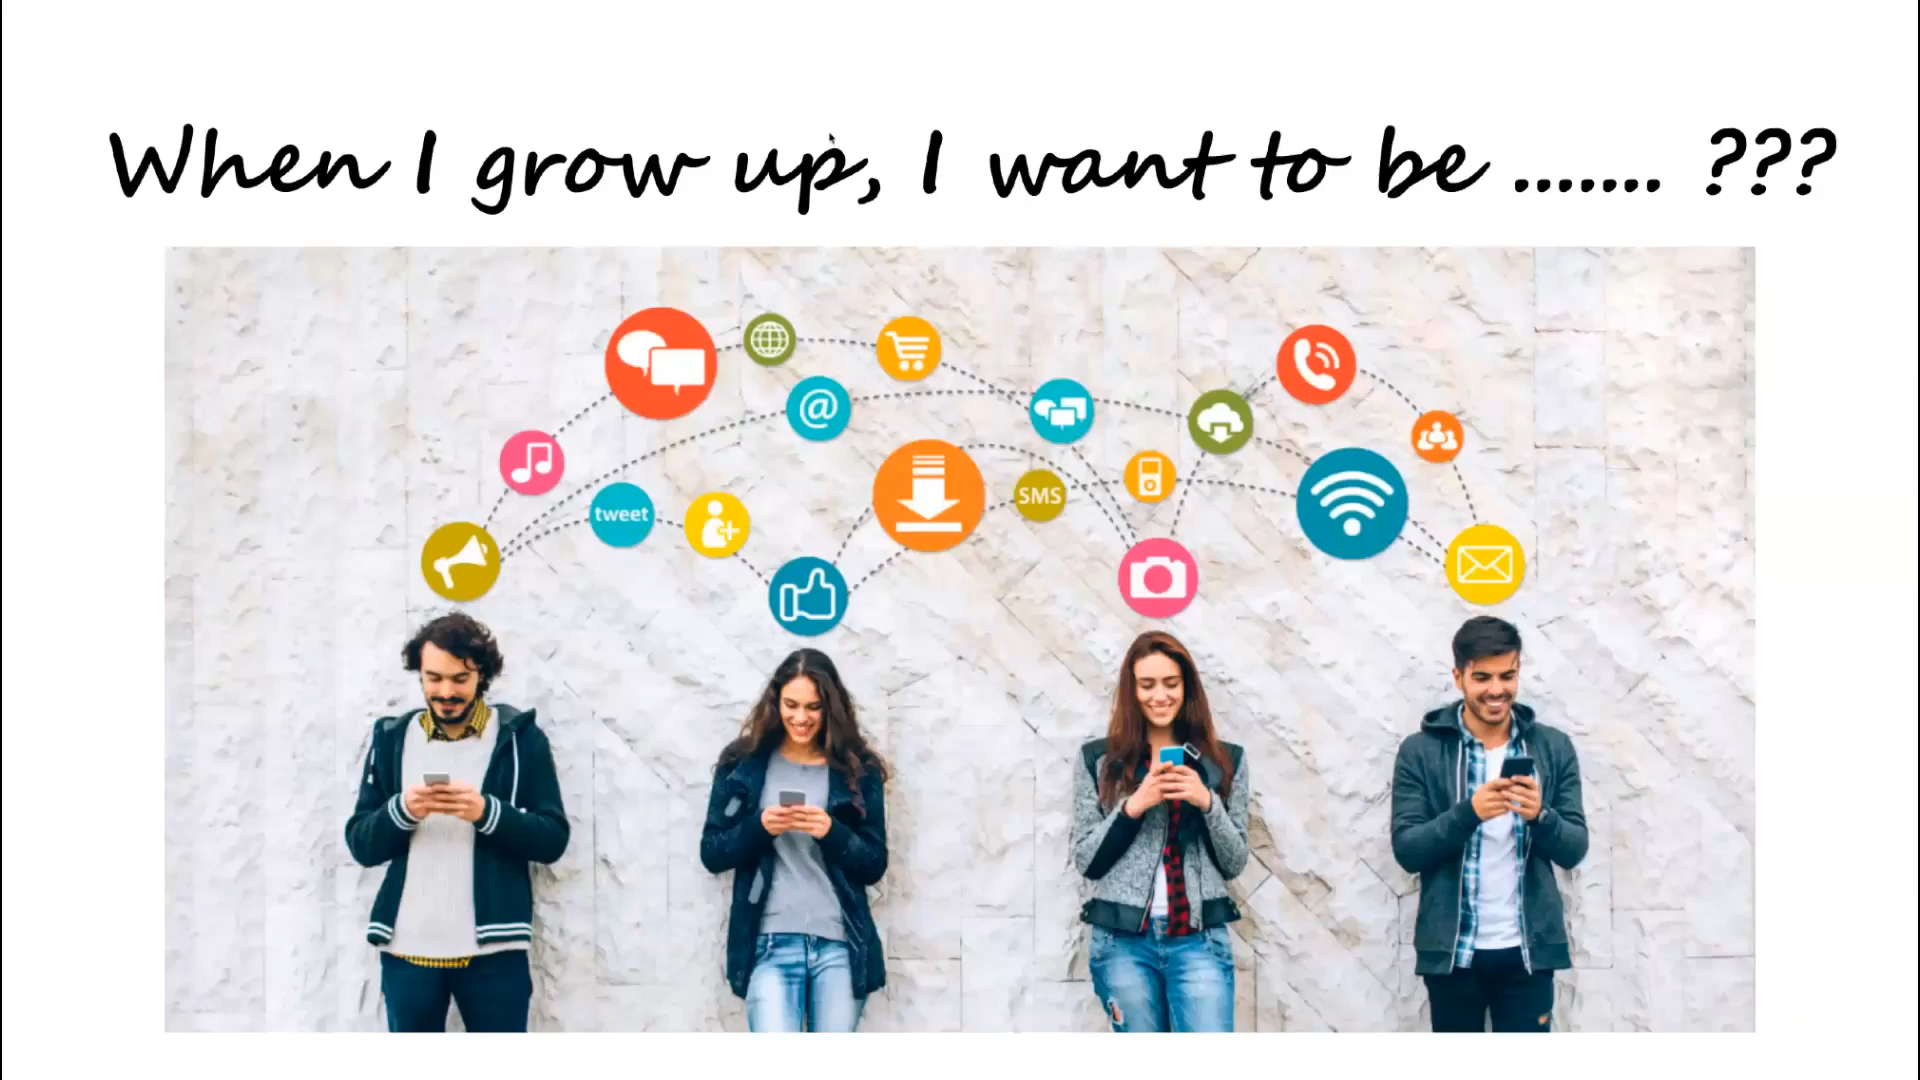 When I grow up, I want to be ....... ???
@
SMS
tweet